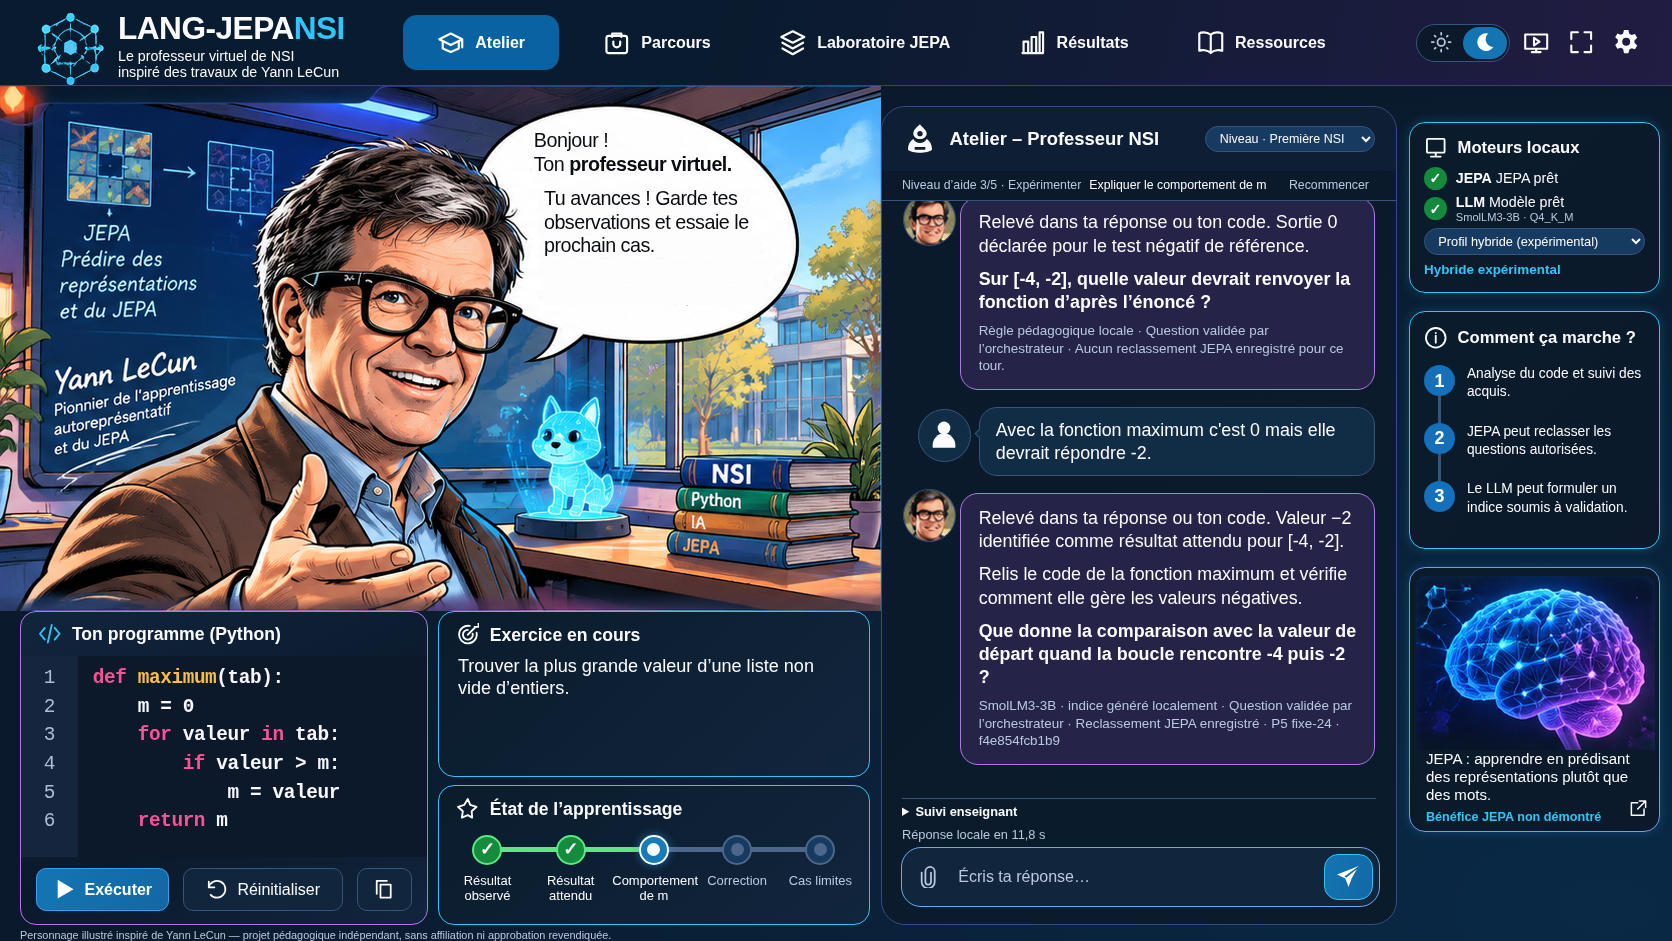 LANG-JEPANSI
Le professeur virtuel de NSI
inspiré des travaux de Yann LeCun
Atelier
Parcours
Laboratoire JEPA
Résultats
Ressources
JEPA
Prédire des
représentations
et du JEPA
Yann LeCun
Pionnier de l'apprentissage
autoreprésentatif
et du JEPA
Bonjour !
Ton professeur virtuel.
Tu avances ! Garde tes
observations et essaie le
prochain cas.
NSI
Python
IA
JEPA
Ton programme (Python)
1 def maximum(tab):
2     m = 0
3     for valeur in tab:
4         if valeur > m:
5             m = valeur
6     return m
Exécuter
Réinitialiser
Exercice en cours
Trouver la plus grande valeur d’une liste non
vide d’entiers.
État de l’apprentissage
Résultat
observé
Résultat
attendu
Comportement
de m
Correction
Cas limites
Personnage illustré inspiré de Yann LeCun — projet pédagogique indépendant, sans affiliation ni approbation revendiquée.
Atelier – Professeur NSI
Niveau · Première NSI
Niveau d’aide 3/5 · Expérimenter Expliquer le comportement de m
Recommencer
Relevé dans ta réponse ou ton code. Sortie 0
déclarée pour le test négatif de référence.
Sur [-4, -2], quelle valeur devrait renvoyer la
fonction d’après l’énoncé ?
Règle pédagogique locale · Question validée par
l’orchestrateur · Aucun reclassement JEPA enregistré pour ce
tour.
Avec la fonction maximum c'est 0 mais elle
devrait répondre -2.
Relevé dans ta réponse ou ton code. Valeur −2
identifiée comme résultat attendu pour [-4, -2].
Relis le code de la fonction maximum et vérifie
comment elle gère les valeurs négatives.
Que donne la comparaison avec la valeur de
départ quand la boucle rencontre -4 puis -2
?
SmolLM3-3B · indice généré localement · Question validée par
l’orchestrateur · Reclassement JEPA enregistré · P5 fixe-24 ·
f4e854fcb1b9
Suivi enseignant
Réponse locale en 11,8 s
Écris ta réponse…
Moteurs locaux
JEPA JEPA prêt
LLM Modèle prêt
SmolLM3-3B · Q4_K_M
Profil hybride (expérimental)
Hybride expérimental
Comment ça marche ?
1
Analyse du code et suivi des
acquis.
2
JEPA peut reclasser les
questions autorisées.
3
Le LLM peut formuler un
indice soumis à validation.
JEPA : apprendre en prédisant
des représentations plutôt que
des mots.
Bénéfice JEPA non démontré